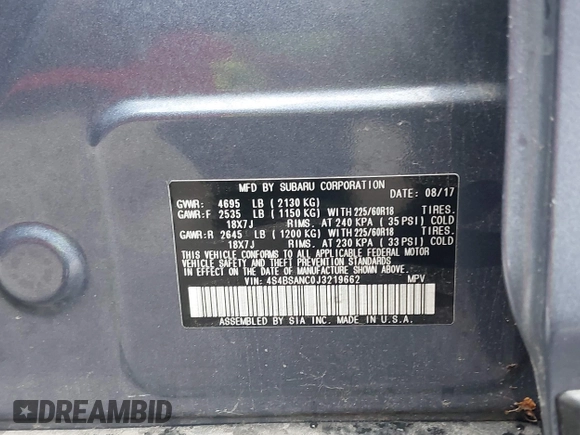 MFD BY SUBARU CORPORATION DATE: 08/17
GVWR: 4695 LB (2130 KG)
GAWR:F 2535 LB (1150 KG) WITH 225/60R18 TIRES.
18X7J RIMS. AT 240 KPA (35 PSI) COLD
GAWR:R 2645 LB (1200 KG) WITH 225/60R18 TIRES.
18X7J RIMS. AT 230 KPA (33 PSI) COLD
THIS VEHICLE CONFORMS TO ALL APPLICABLE FEDERAL MOTOR
VEHICLE SAFETY AND THEFT PREVENTION STANDARDS IN EFFECT
ON THE DATE OF MANUFACTURE SHOWN ABOVE.
VIN: 4S4BSANC0J3219662 MPV
ASSEMBLED BY SIA INC. MADE IN U.S.A.
DREAMBID